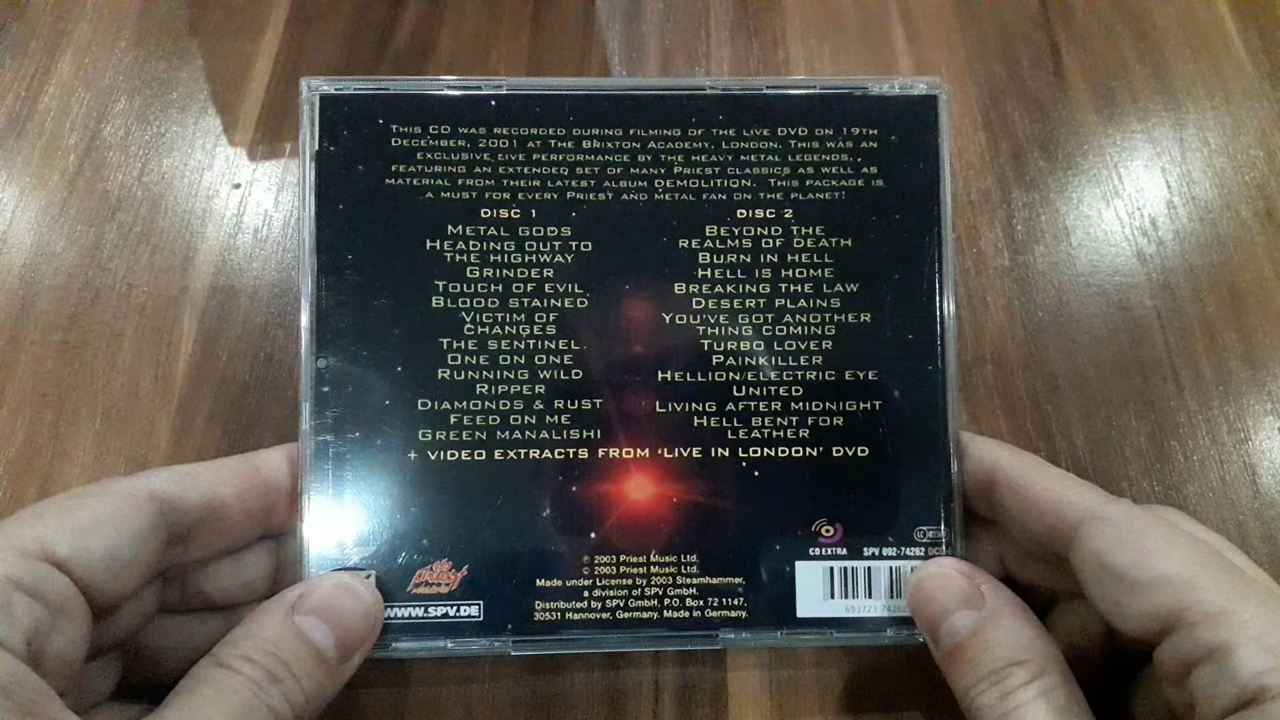 THIS CD WAS RECORDED DURING FILMING OF THE LIVE DVD ON 19TH
DECEMBER, 2001 AT THE BRIXTON ACADEMY, LONDON. THIS WAS AN
EXCLUSIVE LIVE PERFORMANCE BY THE HEAVY METAL LEGENDS,
FEATURING AN EXTENDED SET OF MANY PRIEST CLASSICS AS WELL AS
MATERIAL FROM THEIR LATEST ALBUM DEMOLITION. THIS PACKAGE IS
A MUST FOR EVERY PRIEST AND METAL FAN ON THE PLANET!
DISC 1
METAL GODS
HEADING OUT TO
THE HIGHWAY
GRINDER
TOUCH OF EVIL
BLOOD STAINED
VICTIM OF
CHANGES
THE SENTINEL
ONE ON ONE
RUNNING WILD
RIPPER
DIAMONDS & RUST
FEED ON ME
GREEN MANALISHI
DISC 2
BEYOND THE
REALMS OF DEATH
BURN IN HELL
HELL IS HOME
BREAKING THE LAW
DESERT PLAINS
YOU'VE GOT ANOTHER
THING COMING
TURBO LOVER
PAINKILLER
HELLION/ELECTRIC EYE
UNITED
LIVING AFTER MIDNIGHT
HELL BENT FOR
LEATHER
+ VIDEO EXTRACTS FROM 'LIVE IN LONDON' DVD
WWW.SPV.DE
℗ 2003 Priest Music Ltd.
© 2003 Priest Music Ltd.
Made under License by 2003 Steamhammer,
a division of SPV GmbH.
Distributed by SPV GmbH, P.O. Box 72 1147,
30531 Hannover, Germany. Made in Germany.
CD EXTRA
LC
SPV 092-74262 DCD
693723 74262